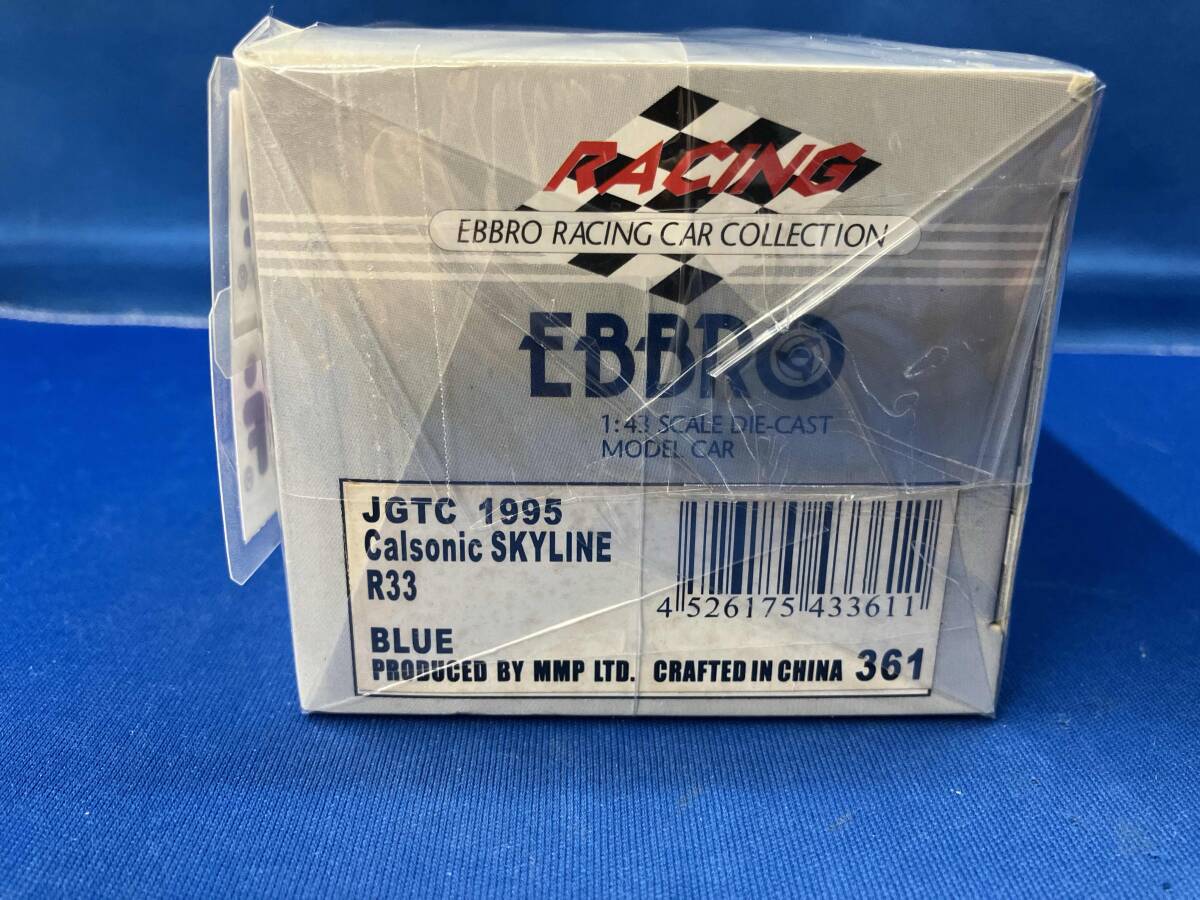 RACING
EBBRO RACING CAR COLLECTION
EBBRO
1:43 SCALE DIE-CAST
MODEL CAR
JGTC 1995
Calsonic SKYLINE
R33
4 526175 433611
BLUE
PRODUCED BY MMP LTD. CRAFTED IN CHINA 361